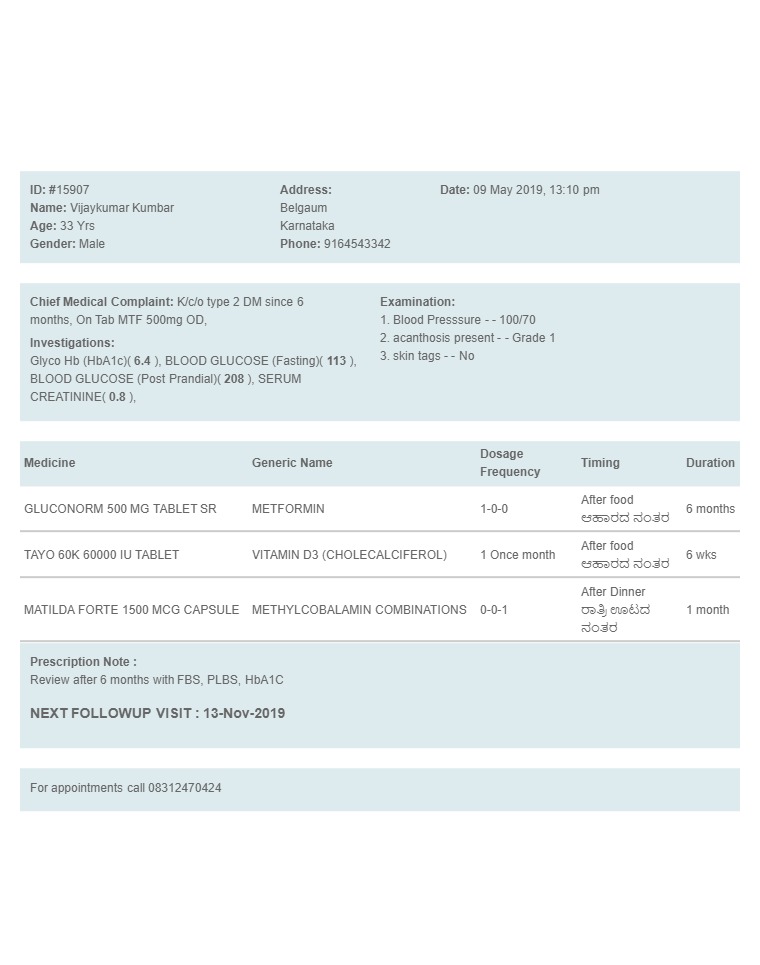 ID: #15907
Name: Vijaykumar Kumbar
Age: 33 Yrs
Gender: Male
Address:
Belgaum
Karnataka
Phone: 9164543342
Date: 09 May 2019, 13:10 pm
Chief Medical Complaint: K/c/o type 2 DM since 6
months, On Tab MTF 500mg OD,
Investigations:
Glyco Hb (HbA1c)( 6.4 ), BLOOD GLUCOSE (Fasting)( 113 ),
BLOOD GLUCOSE (Post Prandial)( 208 ), SERUM
CREATININE( 0.8 ),
Examination:
1. Blood Presssure - - 100/70
2. acanthosis present - - Grade 1
3. skin tags - - No
Medicine Generic Name Dosage Frequency Timing Duration
GLUCONORM 500 MG TABLET SR METFORMIN 1-0-0 After food 6 months
ಆಹಾರದ ನಂತರ
TAYO 60K 60000 IU TABLET VITAMIN D3 (CHOLECALCIFEROL) 1 Once month After food 6 wks
ಆಹಾರದ ನಂತರ
MATILDA FORTE 1500 MCG CAPSULE METHYLCOBALAMIN COMBINATIONS 0-0-1 After Dinner 1 month
ರಾತ್ರಿ ಊಟದ
ನಂತರ
Prescription Note :
Review after 6 months with FBS, PLBS, HbA1C
NEXT FOLLOWUP VISIT : 13-Nov-2019
For appointments call 08312470424